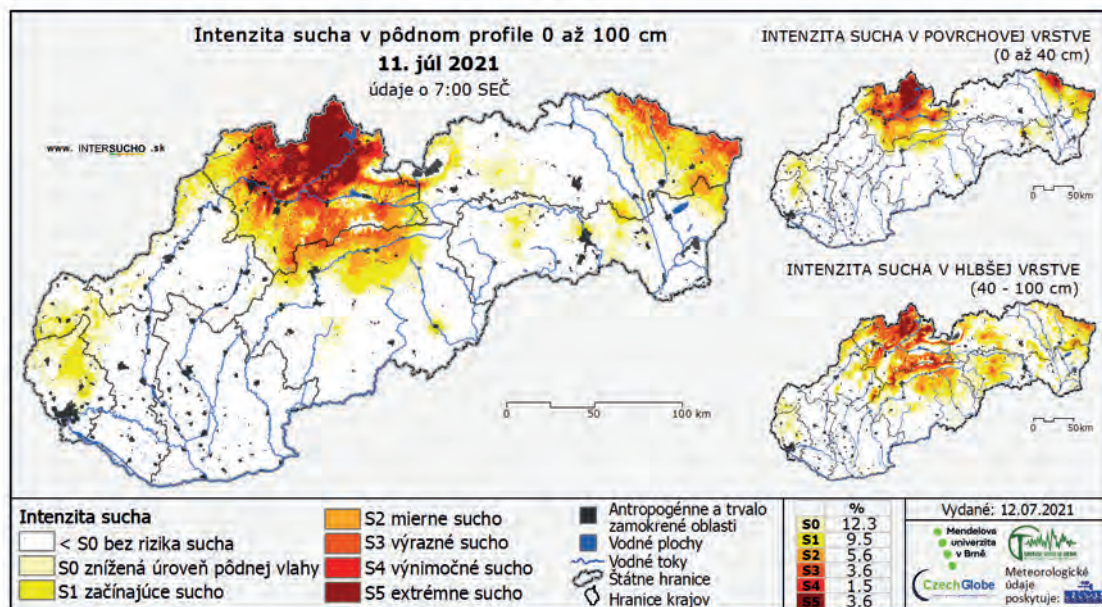 Intenzita sucha v pôdnom profile 0 až 100 cm
11. júl 2021
údaje o 7:00 SEČ
www. INTERSUCHO .sk
INTENZITA SUCHA V POVRCHOVEJ VRSTVE
(0 až 40 cm)
0 50km
INTENZITA SUCHA V HLBŠEJ VRSTVE
(40 - 100 cm)
0 50km
0 50 100 km
Intenzita sucha
< S0 bez rizika sucha
S0 znížená úroveň pôdnej vlahy
S1 začínajúce sucho
S2 mierne sucho
S3 výrazné sucho
S4 výnimočné sucho
S5 extrémne sucho
Antropogénne a trvalo
zamokrené oblasti
Vodné plochy
Vodné toky
Štátne hranice
Hranice krajov
%
S0 12.3
S1 9.5
S2 5.6
S3 3.6
S4 1.5
S5 3.6
Vydané: 12.07.2021
Mendelova
univerzita
v Brně
CzechGlobe
Meteorologické
údaje
poskytuje: